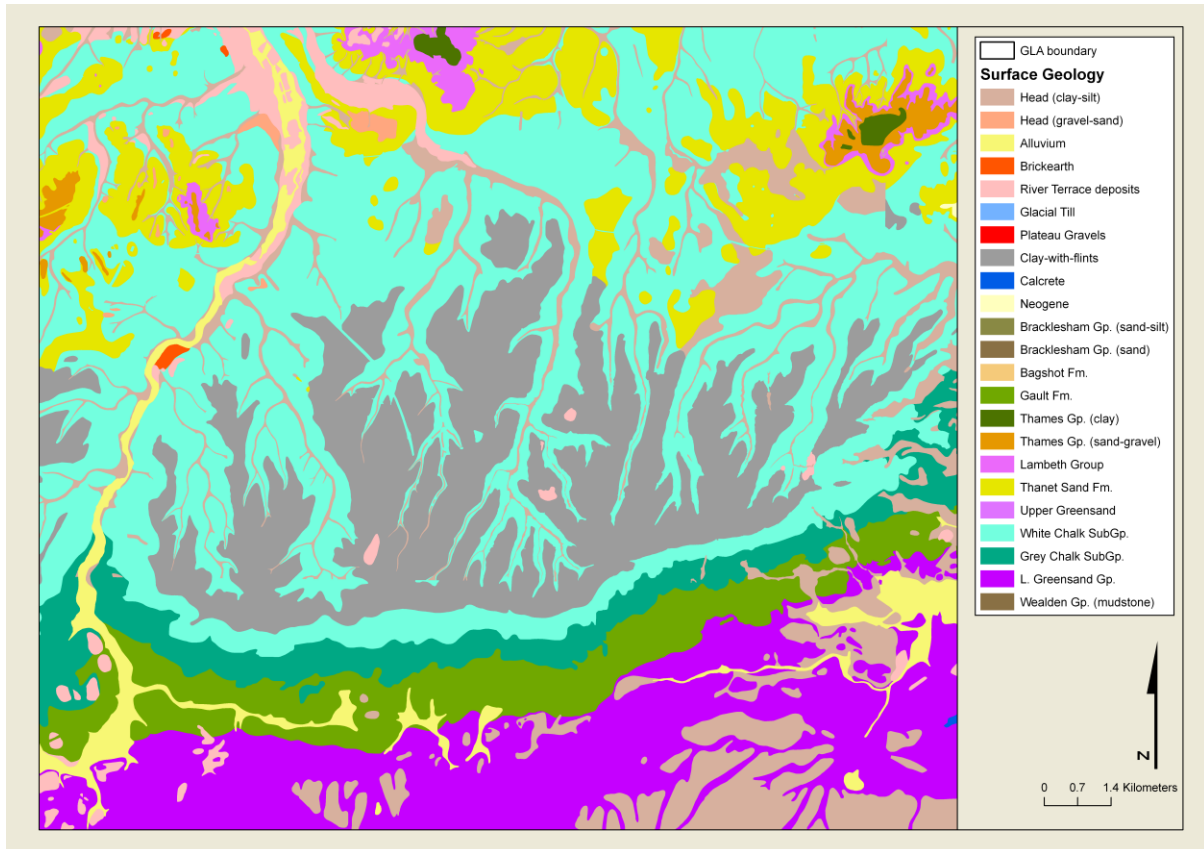 GLA boundary
Surface Geology
Head (clay-silt)
Head (gravel-sand)
Alluvium
Brickearth
River Terrace deposits
Glacial Till
Plateau Gravels
Clay-with-flints
Calcrete
Neogene
Bracklesham Gp. (sand-silt)
Bracklesham Gp. (sand)
Bagshot Fm.
Gault Fm.
Thames Gp. (clay)
Thames Gp. (sand-gravel)
Lambeth Group
Thanet Sand Fm.
Upper Greensand
White Chalk SubGp.
Grey Chalk SubGp.
L. Greensand Gp.
Wealden Gp. (mudstone)
N
0 0.7 1.4 Kilometers